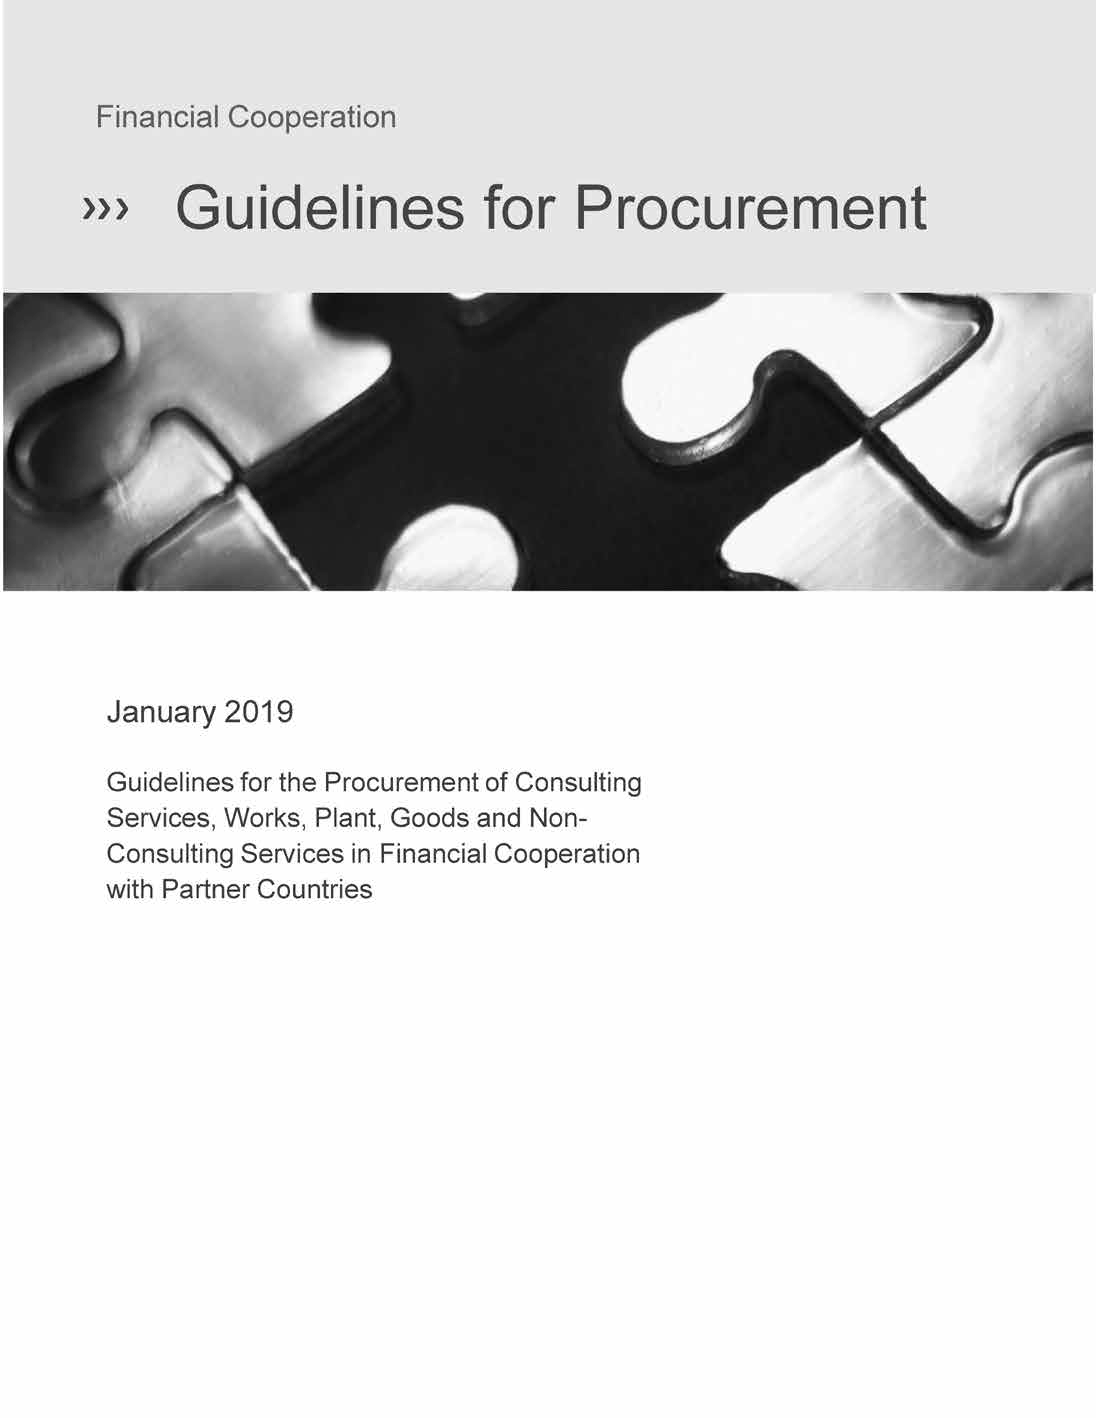 Financial Cooperation
››› Guidelines for Procurement
January 2019
Guidelines for the Procurement of Consulting
Services, Works, Plant, Goods and Non-
Consulting Services in Financial Cooperation
with Partner Countries